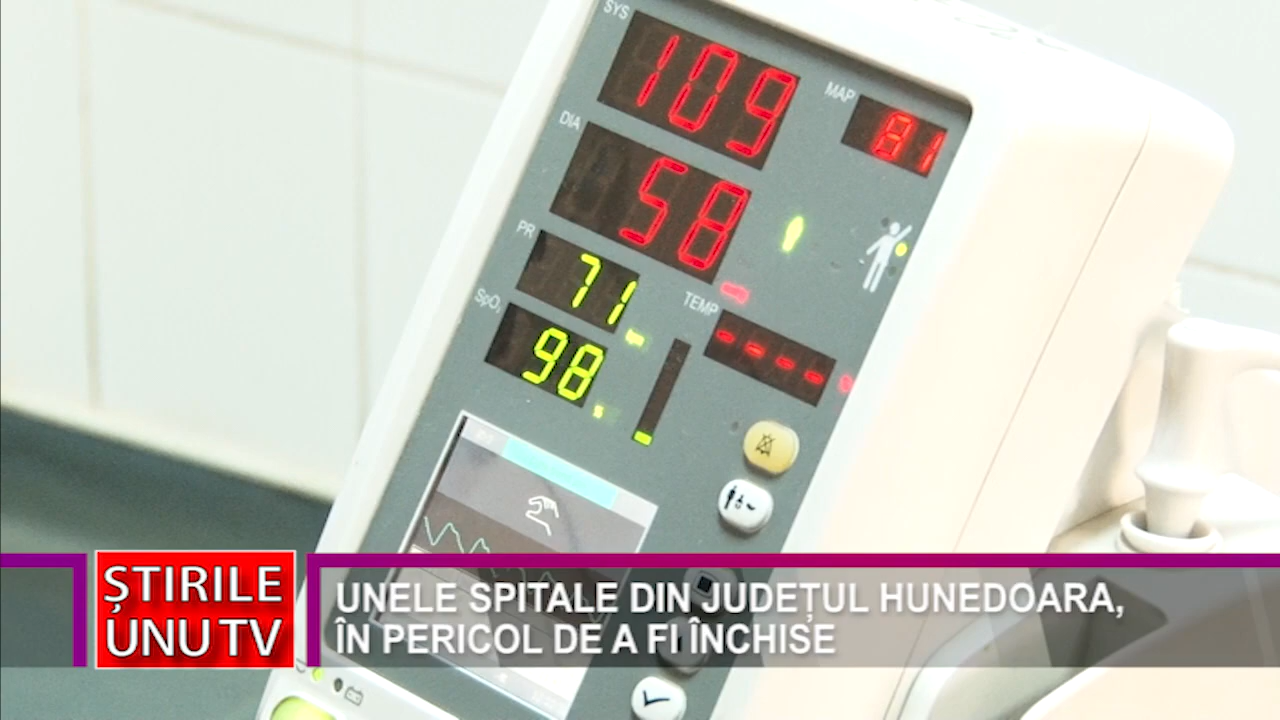 SYS
109
MAP
81
DIA
58
PR
71
TEMP
SpO₂
98
ȘTIRILE
UNU TV
UNELE SPITALE DIN JUDEȚUL HUNEDOARA,
ÎN PERICOL DE A FI ÎNCHISE